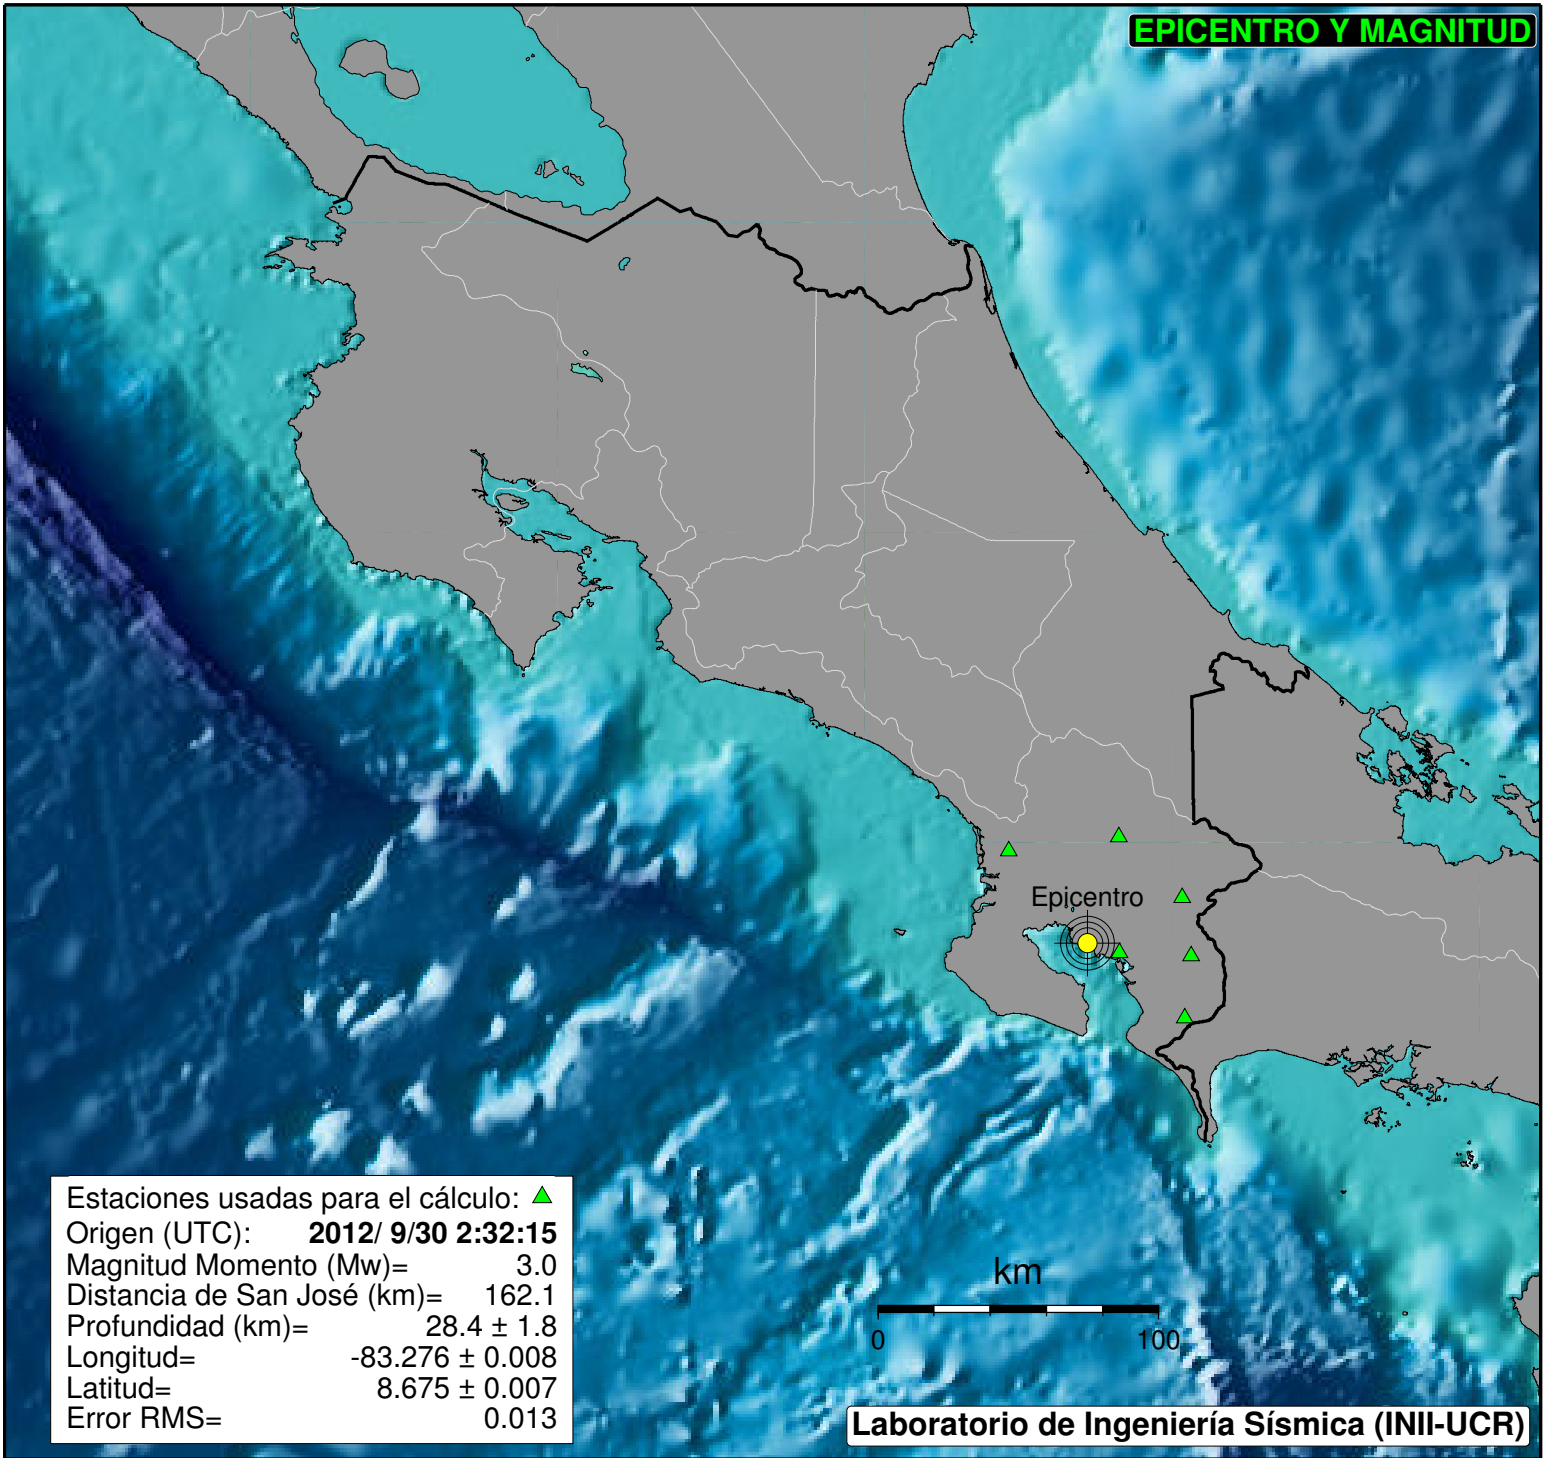 EPICENTRO Y MAGNITUD
Epicentro
Estaciones usadas para el cálculo:
Origen (UTC): 2012/ 9/30 2:32:15
Magnitud Momento (Mw)= 3.0
Distancia de San José (km)= 162.1
Profundidad (km)= 28.4 ± 1.8
Longitud= -83.276 ± 0.008
Latitud= 8.675 ± 0.007
Error RMS= 0.013
km
0 100
Laboratorio de Ingeniería Sísmica (INII-UCR)